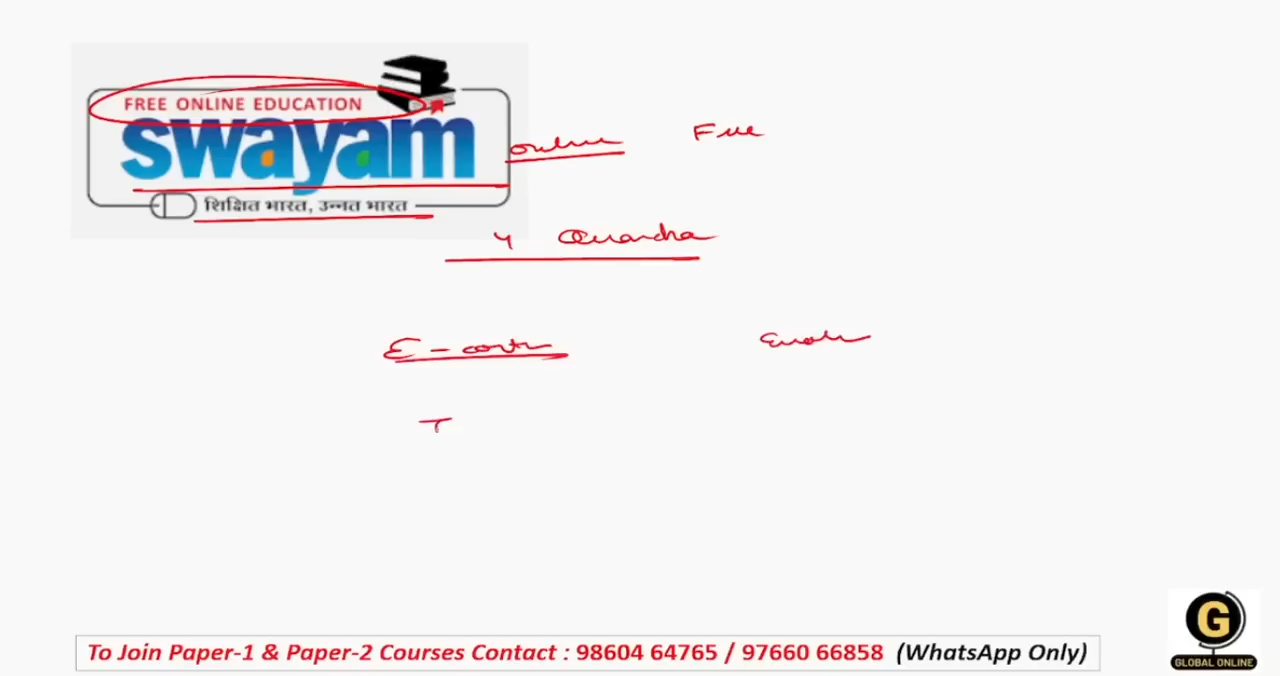 FREE ONLINE EDUCATION
swayam
online Free
शिक्षित भारत, उन्नत भारत
4
E-
T
To Join Paper-1 & Paper-2 Courses Contact : 98604 64765 / 97660 66858 (WhatsApp Only)
G
GLOBAL ONLINE